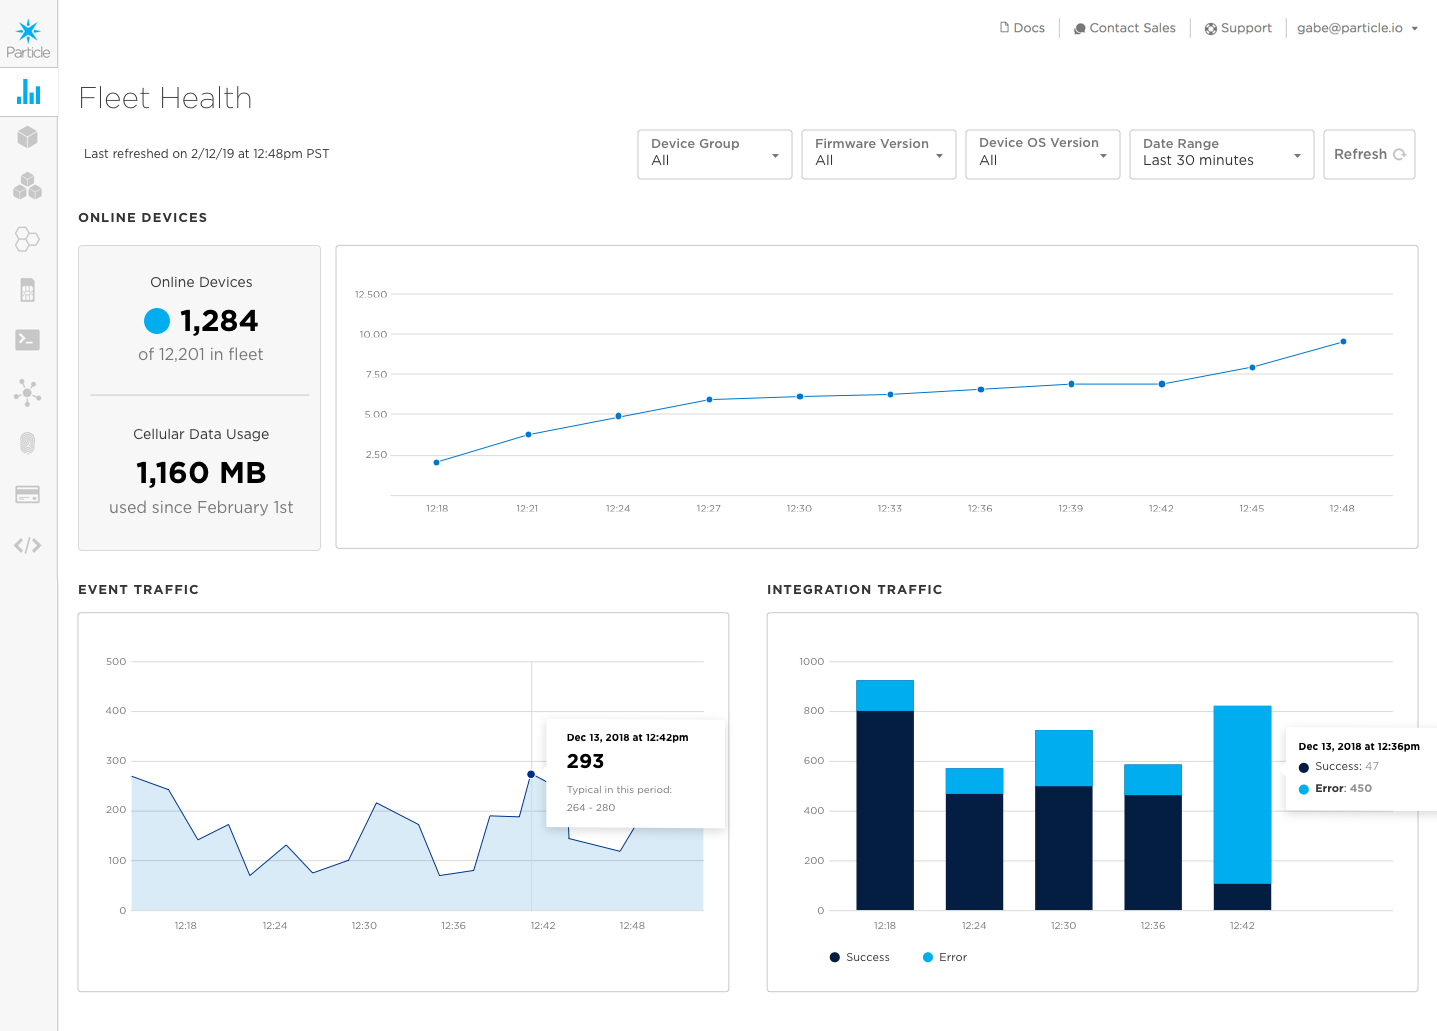 Particle
Docs
Contact Sales
Support
gabe@particle.io
Fleet Health
Last refreshed on 2/12/19 at 12:48pm PST
Device Group
All
Firmware Version
All
Device OS Version
All
Date Range
Last 30 minutes
Refresh
ONLINE DEVICES
Online Devices
1,284
of 12,201 in fleet
Cellular Data Usage
1,160 MB
used since February 1st
12.500
10.00
7.50
5.00
2.50
12:18 12:21 12:24 12:27 12:30 12:33 12:36 12:39 12:42 12:45 12:48
EVENT TRAFFIC
500
400
300
200
100
0
12:18 12:24 12:30 12:36 12:42 12:48
Dec 13, 2018 at 12:42pm
293
Typical in this period:
264 - 280
INTEGRATION TRAFFIC
1000
800
600
400
200
0
12:18 12:24 12:30 12:36 12:42
Dec 13, 2018 at 12:36pm
Success: 47
Error: 450
Success
Error